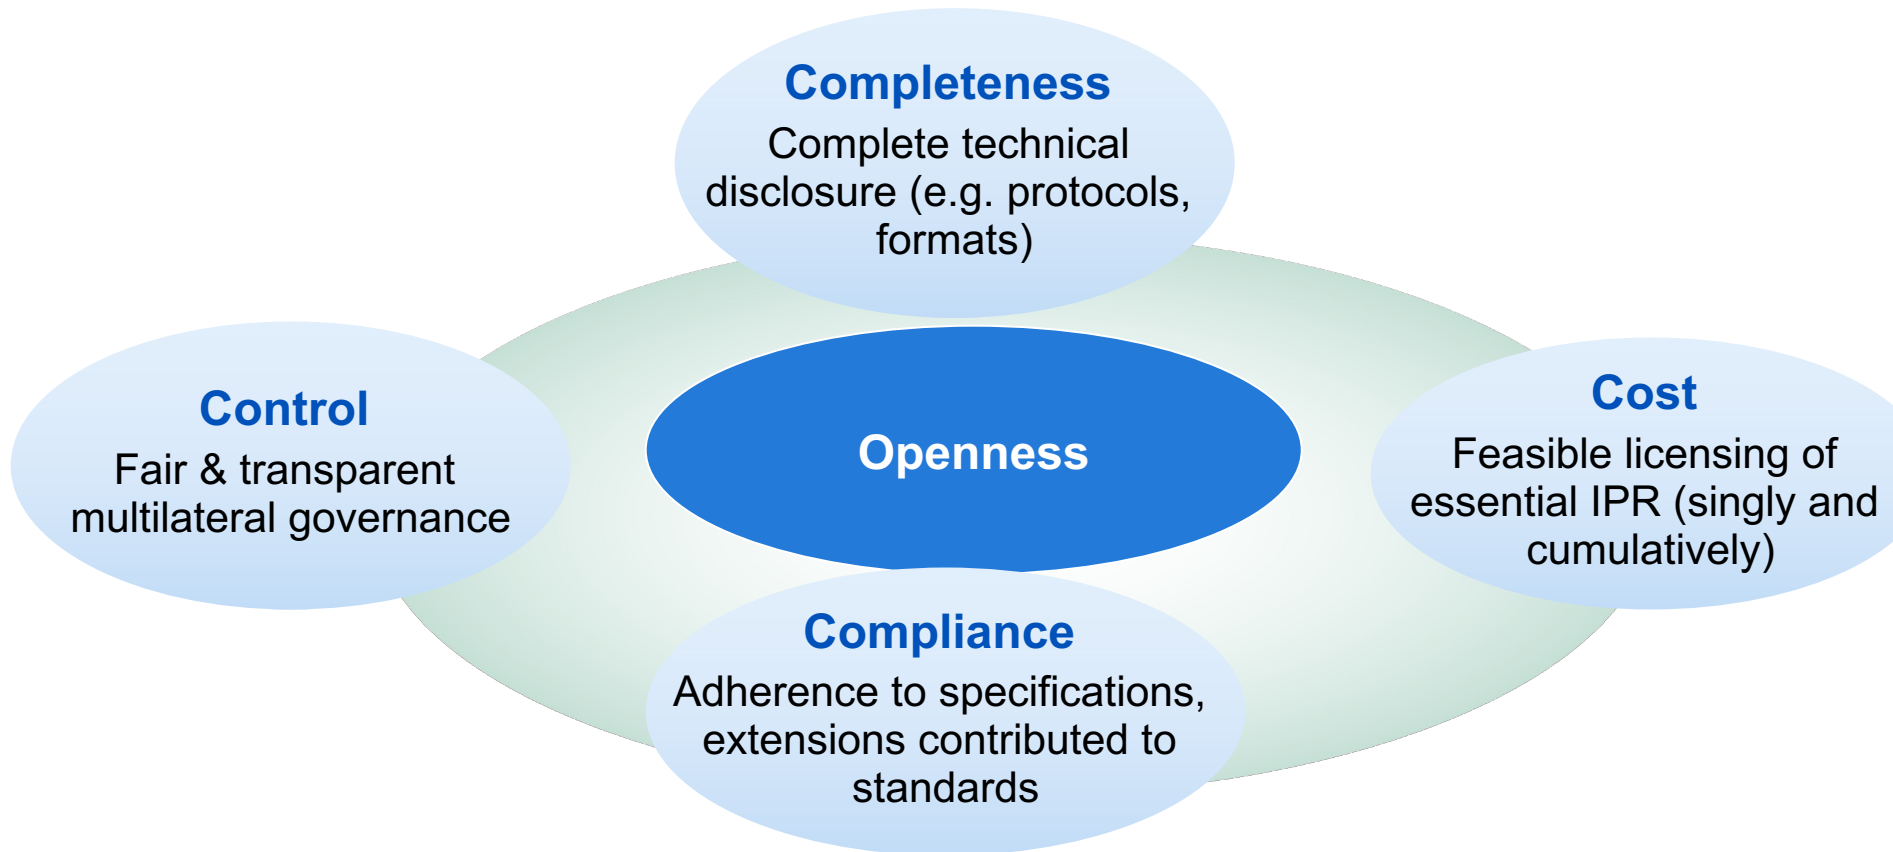 Completeness
Complete technical
disclosure (e.g. protocols,
formats)
Control
Fair & transparent
multilateral governance
Openness
Cost
Feasible licensing of
essential IPR (singly and
cumulatively)
Compliance
Adherence to specifications,
extensions contributed to
standards